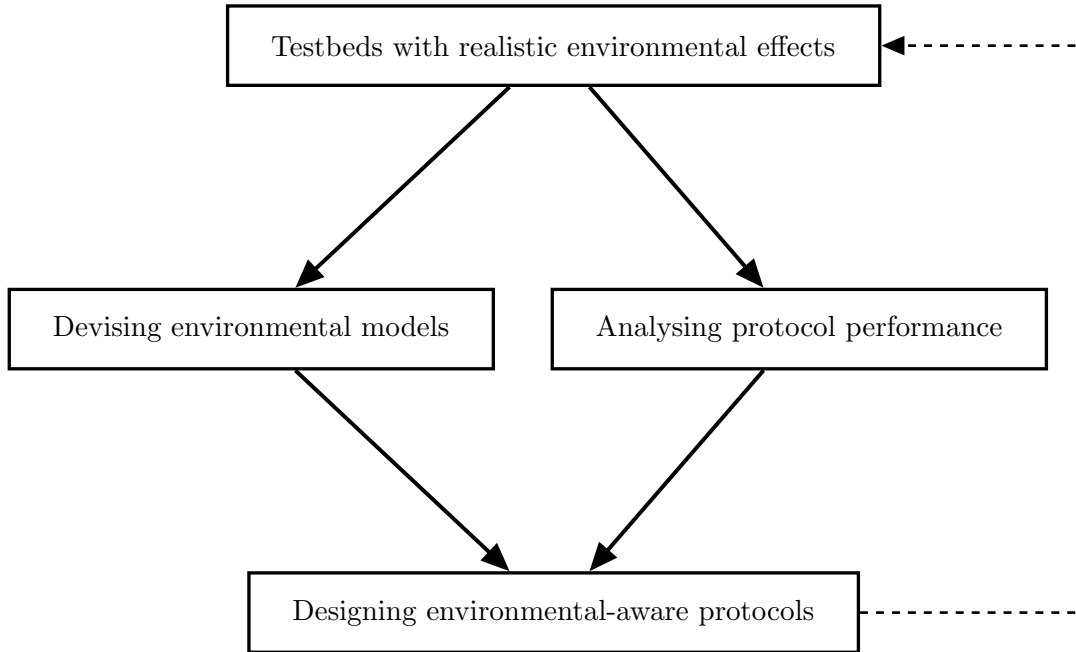 Testbeds with realistic environmental effects
Devising environmental models
Analysing protocol performance
Designing environmental-aware protocols